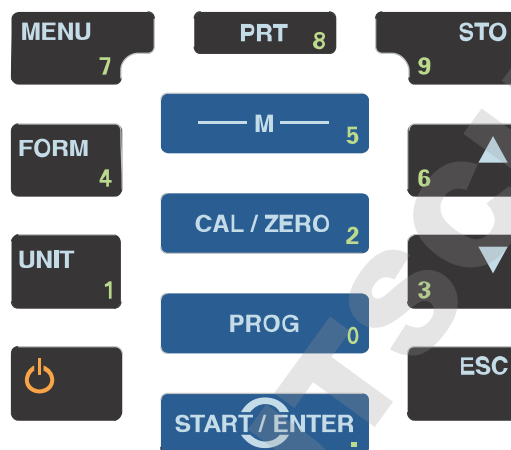 MENU 7
PRT 8
STO 9
M 5
FORM 4
6
CAL / ZERO 2
UNIT 1
3
PROG 0
ESC
START / ENTER .